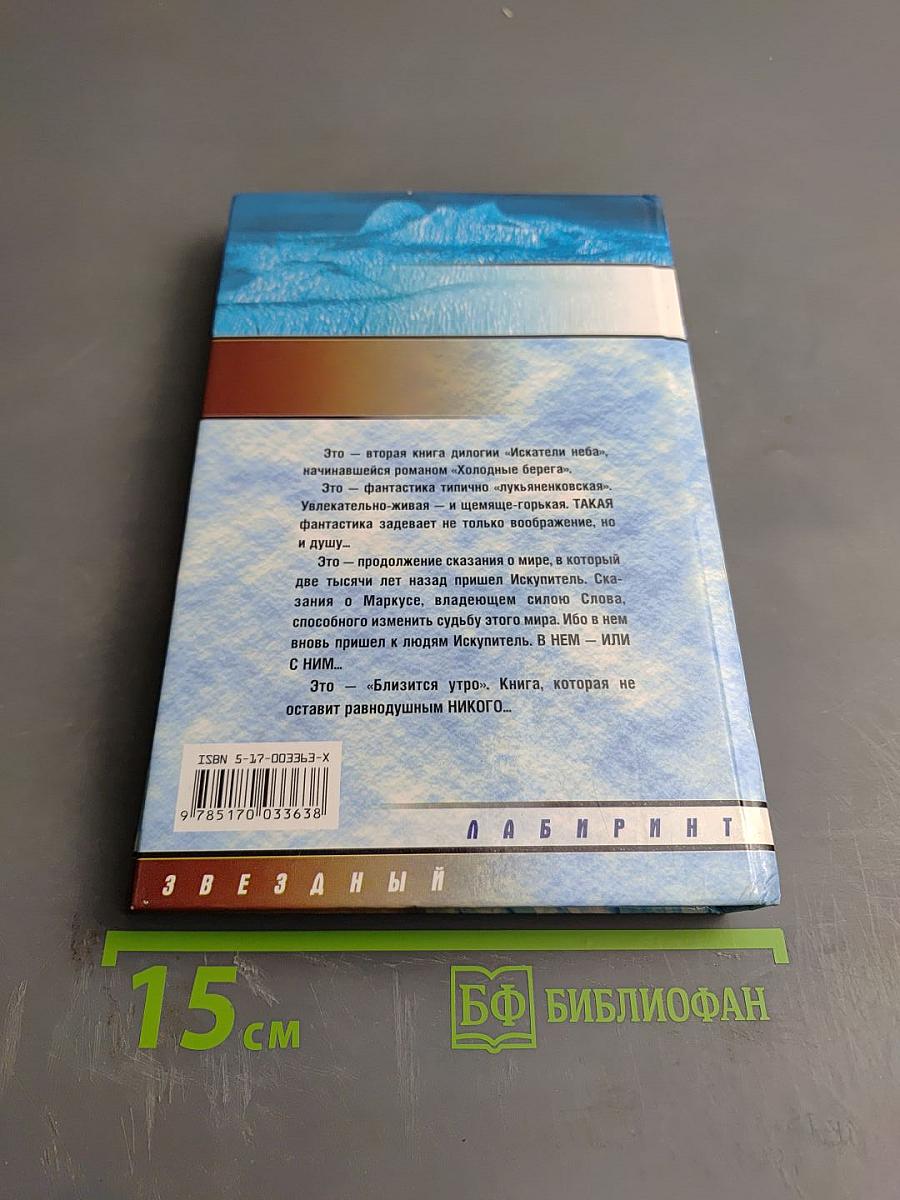 Это — вторая книга дилогии «Искатели неба»,
начинавшейся романом «Холодные берега».
Это — фантастика типично «лукьяненковская».
Увлекательно-живая — и щемяще-горькая. ТАКАЯ
фантастика задевает не только воображение, но
и душу...
Это — продолжение сказания о мире, в который
две тысячи лет назад пришел Искупитель. Ска-
зания о Маркусе, владеющем силою Слова,
способного изменить судьбу этого мира. Ибо в нем
вновь пришел к людям Искупитель. В НЕМ — ИЛИ
С НИМ...
Это — «Близится утро». Книга, которая не
оставит равнодушным НИКОГО...
ISBN 5-17-003363-X
9 785170 033638
ЛАБИРИНТ
ЗВЕЗДНЫЙ
15 см
БФ БИБЛИОФАН